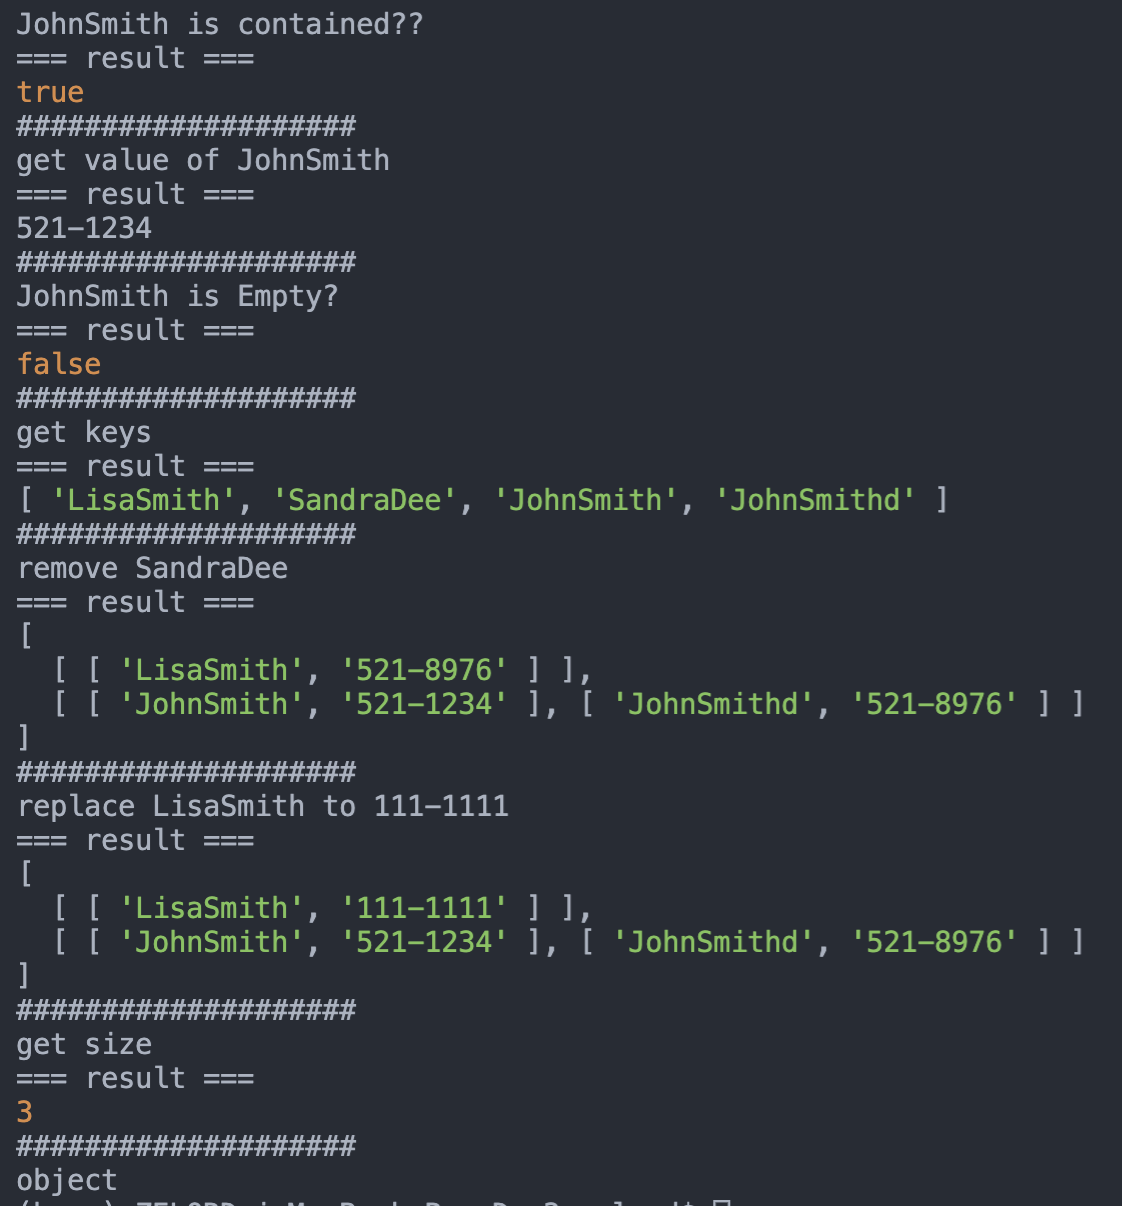 JohnSmith is contained??
=== result ===
true
####################
get value of JohnSmith
=== result ===
521-1234
####################
JohnSmith is Empty?
=== result ===
false
####################
get keys
=== result ===
[ 'LisaSmith', 'SandraDee', 'JohnSmith', 'JohnSmithd' ]
####################
remove SandraDee
=== result ===
[
  [ [ 'LisaSmith', '521-8976' ] ],
  [ [ 'JohnSmith', '521-1234' ], [ 'JohnSmithd', '521-8976' ] ]
]
####################
replace LisaSmith to 111-1111
=== result ===
[
  [ [ 'LisaSmith', '111-1111' ] ],
  [ [ 'JohnSmith', '521-1234' ], [ 'JohnSmithd', '521-8976' ] ]
]
####################
get size
=== result ===
3
####################
object